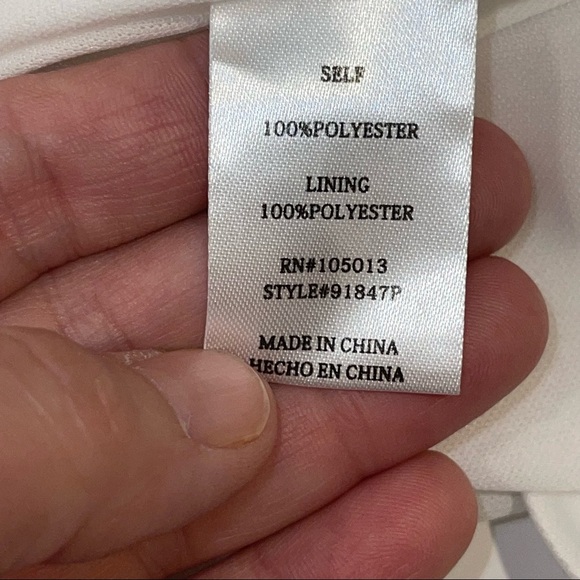 SELF
100%POLYESTER
LINING
100%POLYESTER
RN#105013
STYLE#91847P
MADE IN CHINA
HECHO EN CHINA